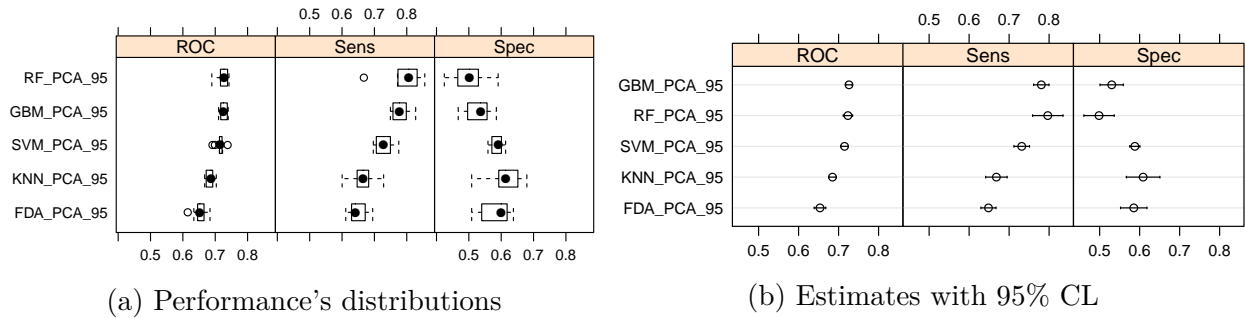 0.5 0.6 0.7 0.8
ROC Sens Spec
RF_PCA_95
GBM_PCA_95
SVM_PCA_95
KNN_PCA_95
FDA_PCA_95
0.5 0.6 0.7 0.8 0.5 0.6 0.7 0.8
(a) Performance's distributions
0.5 0.6 0.7 0.8
ROC Sens Spec
GBM_PCA_95
RF_PCA_95
SVM_PCA_95
KNN_PCA_95
FDA_PCA_95
0.5 0.6 0.7 0.8 0.5 0.6 0.7 0.8
(b) Estimates with 95% CL